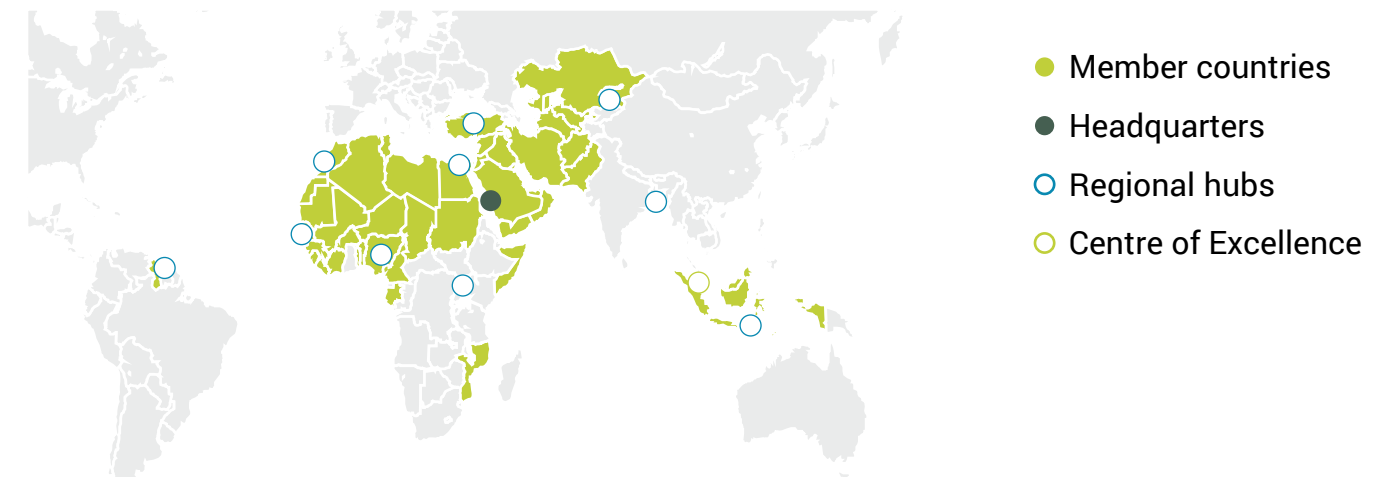 Member countries
Headquarters
Regional hubs
Centre of Excellence